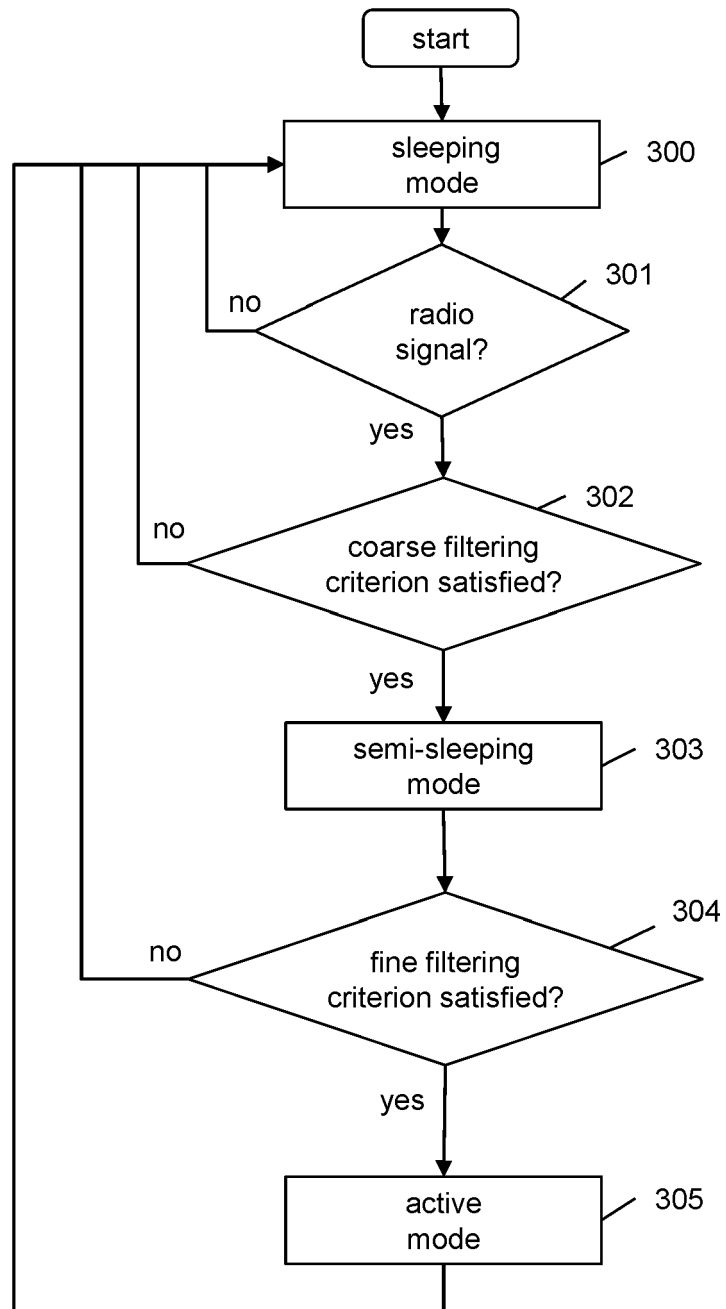 start
sleeping
mode
300
301
no
radio
signal?
yes
302
no
coarse filtering
criterion satisfied?
yes
semi-sleeping
mode
303
304
no
fine filtering
criterion satisfied?
yes
active
mode
305